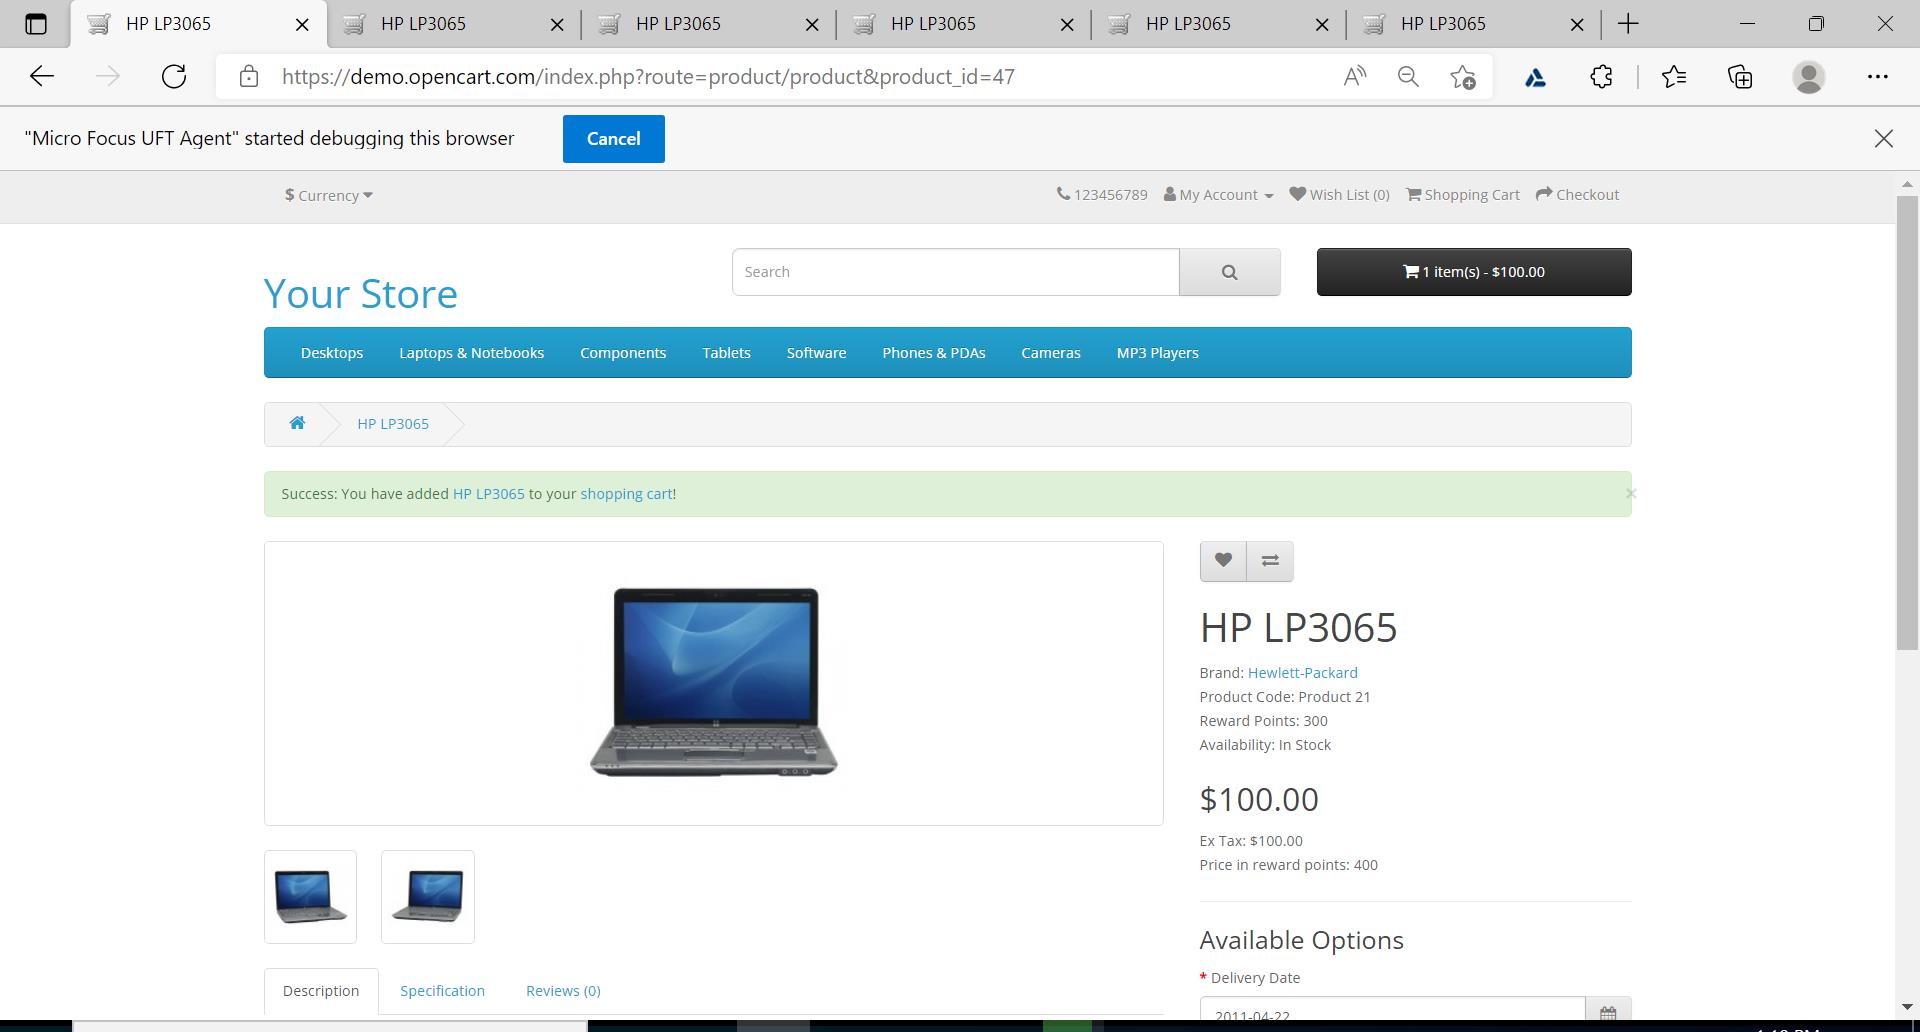 HP LP3065 HP LP3065 HP LP3065 HP LP3065 HP LP3065 HP LP3065
https://demo.opencart.com/index.php?route=product/product&product_id=47
"Micro Focus UFT Agent" started debugging this browser Cancel
$ Currency 123456789 My Account Wish List (0) Shopping Cart Checkout
Your Store Search 1 item(s) - $100.00
Desktops Laptops & Notebooks Components Tablets Software Phones & PDAs Cameras MP3 Players
HP LP3065
Success: You have added HP LP3065 to your shopping cart! ×
HP LP3065
Brand: Hewlett-Packard
Product Code: Product 21
Reward Points: 300
Availability: In Stock
$100.00
Ex Tax: $100.00
Price in reward points: 400
Available Options
* Delivery Date
2011-04-22
Description Specification Reviews (0)